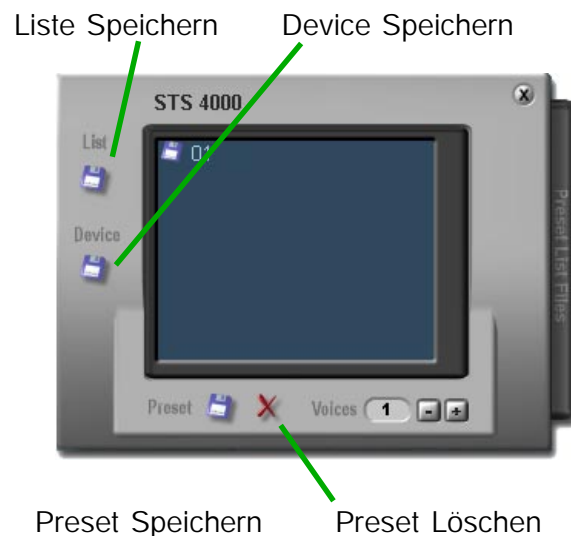 Liste Speichern Device Speichern
STS 4000 X
List
01
Device
Preset List Files
Preset Voices 1 - +
Preset Speichern Preset Löschen